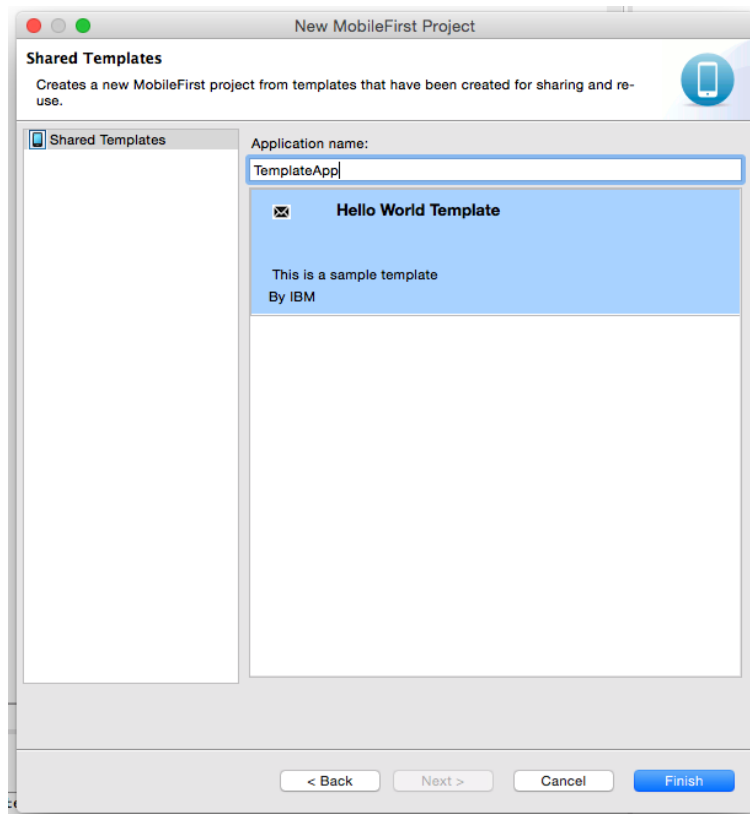 New MobileFirst Project
Shared Templates
Creates a new MobileFirst project from templates that have been created for sharing and re-
use.
Shared Templates
Application name:
TemplateApp
Hello World Template
This is a sample template
By IBM
< Back
Next >
Cancel
Finish